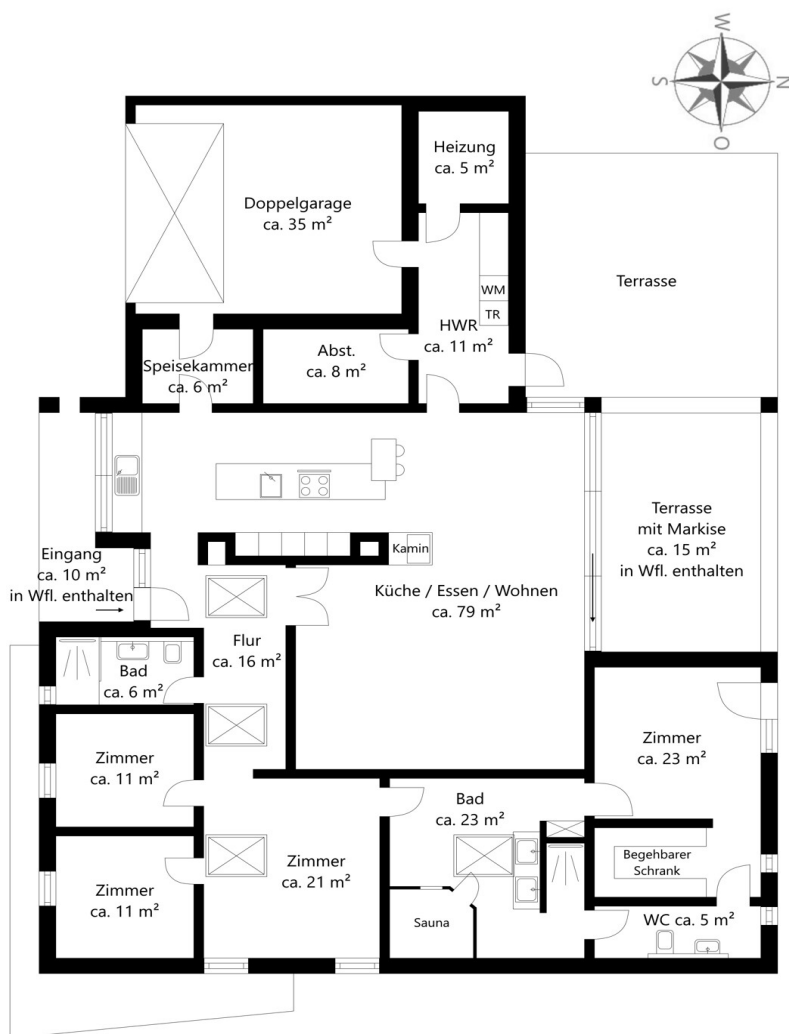 W
S
N
O
Heizung
ca. 5 m²
Doppelgarage
ca. 35 m²
Terrasse
WM
TR
HWR
ca. 11 m²
Abst.
ca. 8 m²
Speisekammer
ca. 6 m²
Terrasse
mit Markise
ca. 15 m²
in Wfl. enthalten
Kamin
Eingang
ca. 10 m²
in Wfl. enthalten
Küche / Essen / Wohnen
ca. 79 m²
Flur
ca. 16 m²
Bad
ca. 6 m²
Zimmer
ca. 11 m²
Zimmer
ca. 23 m²
Bad
ca. 23 m²
Zimmer
ca. 11 m²
Zimmer
ca. 21 m²
Begehbarer
Schrank
Sauna
WC ca. 5 m²